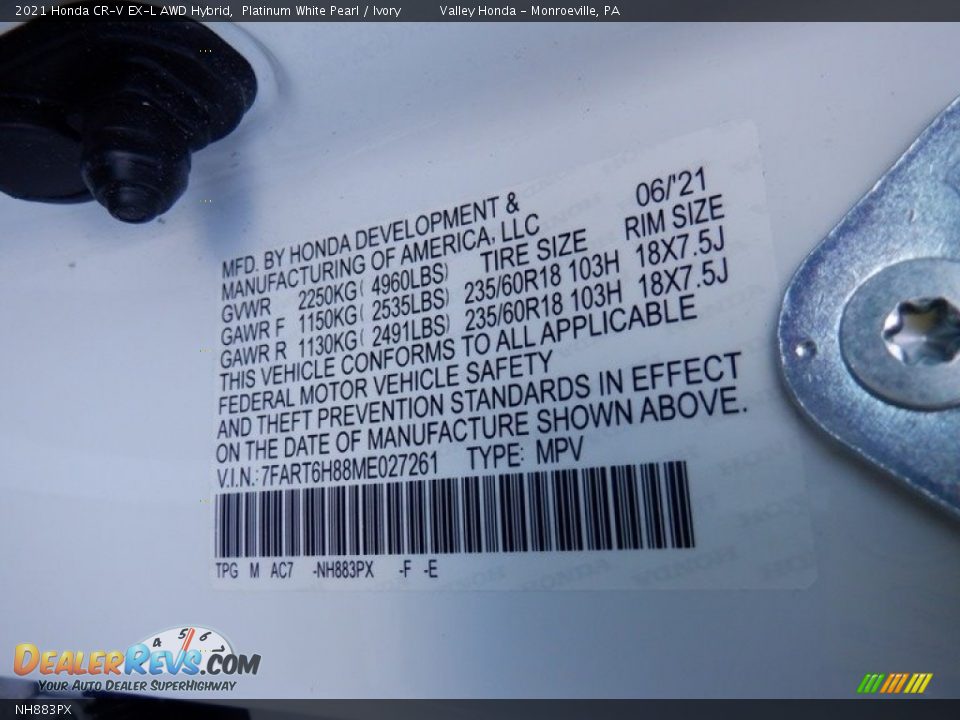 2021 Honda CR-V EX-L AWD Hybrid, Platinum White Pearl / Ivory Valley Honda - Monroeville, PA
MFD. BY HONDA DEVELOPMENT & 06/'21
MANUFACTURING OF AMERICA, LLC
GVWR 2250KG( 4960LBS) TIRE SIZE RIM SIZE
GAWR F 1150KG( 2535LBS) 235/60R18 103H 18X7.5J
GAWR R 1130KG( 2491LBS) 235/60R18 103H 18X7.5J
THIS VEHICLE CONFORMS TO ALL APPLICABLE
FEDERAL MOTOR VEHICLE SAFETY
AND THEFT PREVENTION STANDARDS IN EFFECT
ON THE DATE OF MANUFACTURE SHOWN ABOVE.
V.I.N.:7FART6H88ME027261 TYPE: MPV
TPG M AC7 -NH883PX -F -E
4 5 6
DEALERREVS.COM
YOUR AUTO DEALER SUPERHIGHWAY
NH883PX